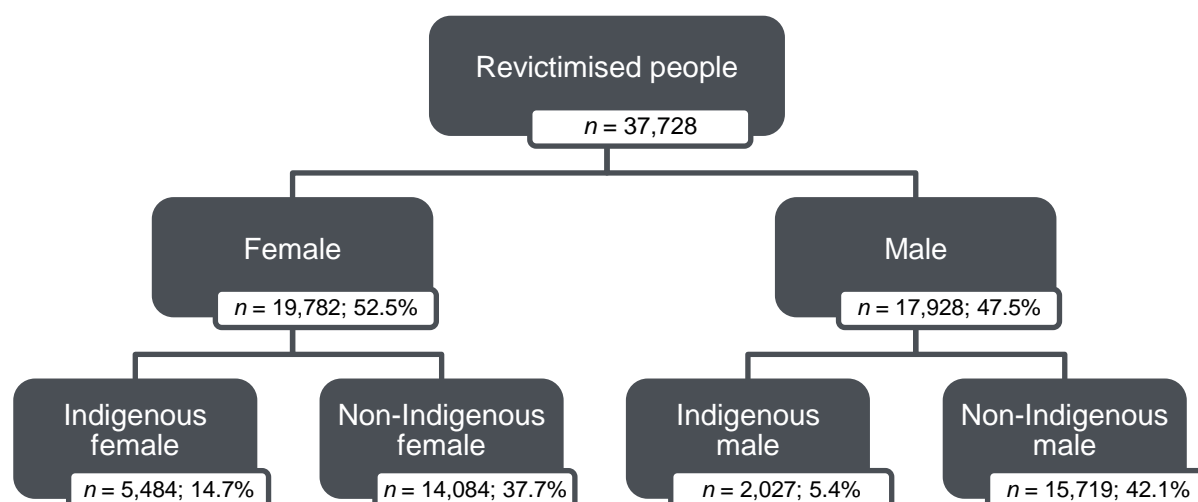 Revictimised people
n = 37,728
Female
n = 19,782; 52.5%
Male
n = 17,928; 47.5%
Indigenous
female
n = 5,484; 14.7%
Non-Indigenous
female
n = 14,084; 37.7%
Indigenous
male
n = 2,027; 5.4%
Non-Indigenous
male
n = 15,719; 42.1%